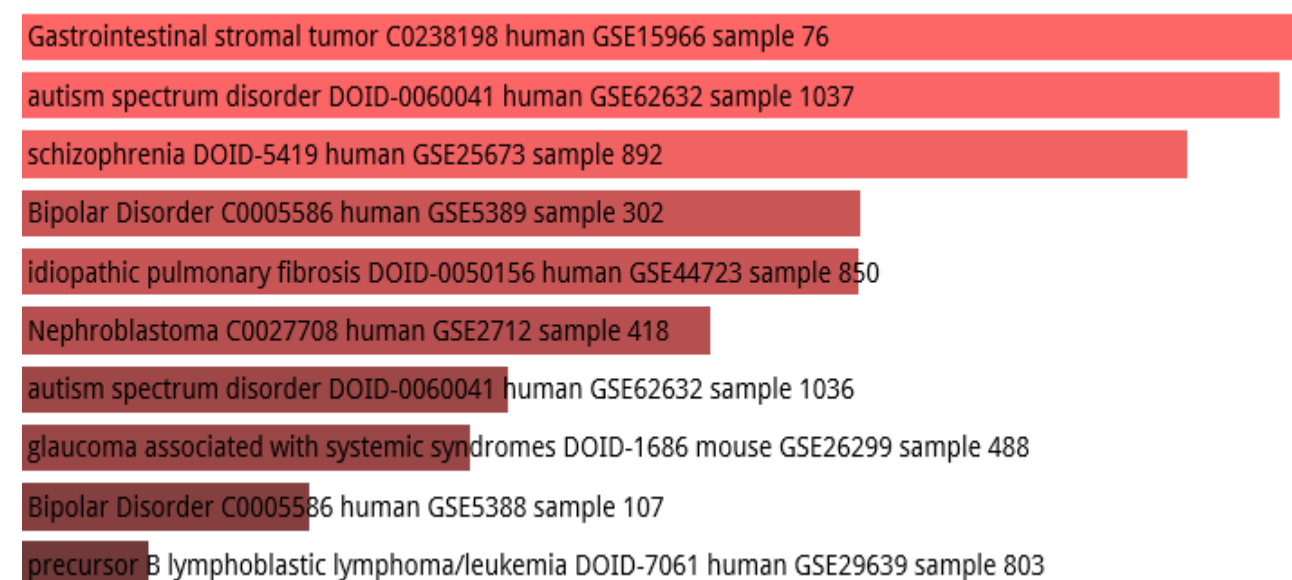 Gastrointestinal stromal tumor C0238198 human GSE15966 sample 76
autism spectrum disorder DOID-0060041 human GSE62632 sample 1037
schizophrenia DOID-5419 human GSE25673 sample 892
Bipolar Disorder C0005586 human GSE5389 sample 302
idiopathic pulmonary fibrosis DOID-0050156 human GSE44723 sample 850
Nephroblastoma C0027708 human GSE2712 sample 418
autism spectrum disorder DOID-0060041 human GSE62632 sample 1036
glaucoma associated with systemic syndromes DOID-1686 mouse GSE26299 sample 488
Bipolar Disorder C0005586 human GSE5388 sample 107
precursor B lymphoblastic lymphoma/leukemia DOID-7061 human GSE29639 sample 803